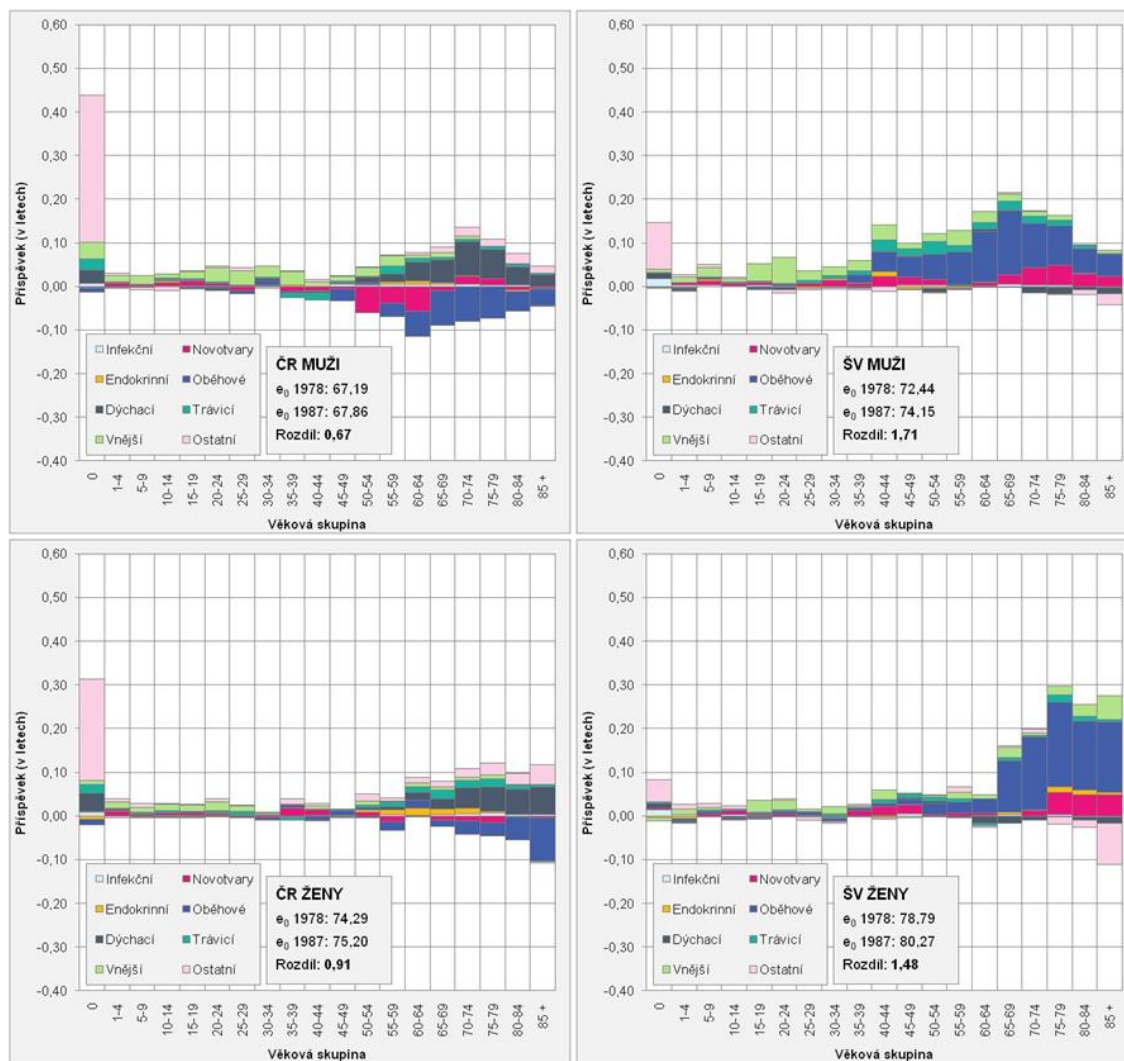 0,60
0,50
0,40
0,30
0,20
0,10
0,00
-0,10
-0,20
-0,30
-0,40
Příspěvek (v letech)
Infekční Novotvary
Endokrinní Oběhové
Dýchací Trávicí
Vnější Ostatní
ČR MUŽI
e0 1978: 67,19
e0 1987: 67,86
Rozdíl: 0,67
0 1-4 5-9 10-14 15-19 20-24 25-29 30-34 35-39 40-44 45-49 50-54 55-59 60-64 65-69 70-74 75-79 80-84 85 +
Věková skupina
0,60
0,50
0,40
0,30
0,20
0,10
0,00
-0,10
-0,20
-0,30
-0,40
Příspěvek (v letech)
Infekční Novotvary
Endokrinní Oběhové
Dýchací Trávicí
Vnější Ostatní
ŠV MUŽI
e0 1978: 72,44
e0 1987: 74,15
Rozdíl: 1,71
0 1-4 5-9 10-14 15-19 20-24 25-29 30-34 35-39 40-44 45-49 50-54 55-59 60-64 65-69 70-74 75-79 80-84 85 +
Věková skupina
0,60
0,50
0,40
0,30
0,20
0,10
0,00
-0,10
-0,20
-0,30
-0,40
Příspěvek (v letech)
Infekční Novotvary
Endokrinní Oběhové
Dýchací Trávicí
Vnější Ostatní
ČR ŽENY
e0 1978: 74,29
e0 1987: 75,20
Rozdíl: 0,91
0 1-4 5-9 10-14 15-19 20-24 25-29 30-34 35-39 40-44 45-49 50-54 55-59 60-64 65-69 70-74 75-79 80-84 85 +
Věková skupina
0,60
0,50
0,40
0,30
0,20
0,10
0,00
-0,10
-0,20
-0,30
-0,40
Příspěvek (v letech)
Infekční Novotvary
Endokrinní Oběhové
Dýchací Trávicí
Vnější Ostatní
ŠV ŽENY
e0 1978: 78,79
e0 1987: 80,27
Rozdíl: 1,48
0 1-4 5-9 10-14 15-19 20-24 25-29 30-34 35-39 40-44 45-49 50-54 55-59 60-64 65-69 70-74 75-79 80-84 85 +
Věková skupina